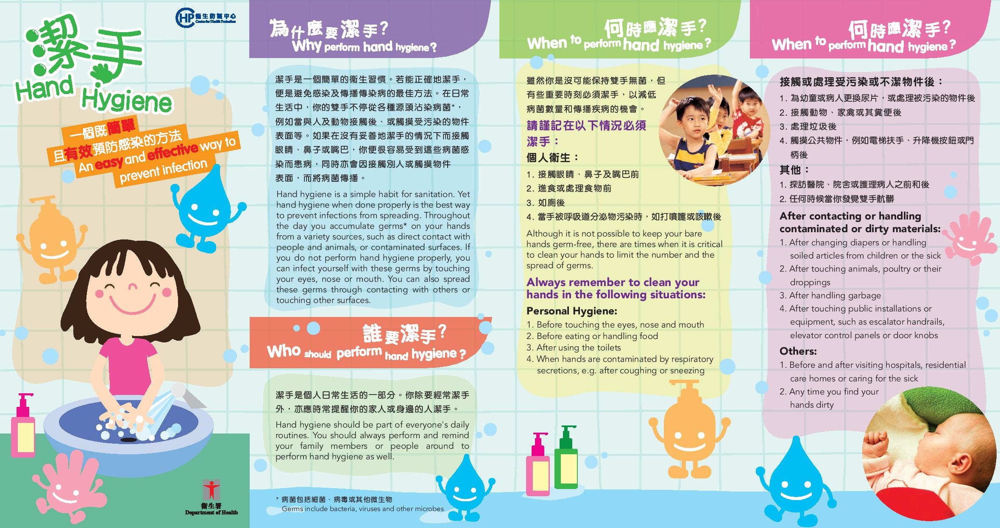 潔手
Hand Hygiene
衞生防護中心
Centre for Health Protection
一個既簡單
且有效預防感染的方法
An easy and effective way to
prevent infection
衞生署
Department of Health
為什麼要潔手?
Why perform hand hygiene?
潔手是一個簡單的衞生習慣。若能正確地潔手，
便是避免感染及傳播傳染病的最佳方法。在日常
生活中，你的雙手不停從各種源頭沾染病菌*，
例如當與人及動物接觸後、或觸摸受污染的物件
表面等。如果在沒有妥善地潔手的情況下而接觸
眼睛、鼻子或嘴巴，你便很容易受到這些病菌感
染而患病，同時亦會因接觸別人或觸摸物件
表面，而將病菌傳播。
Hand hygiene is a simple habit for sanitation. Yet
hand hygiene when done properly is the best way
to prevent infections from spreading. Throughout
the day you accumulate germs* on your hands
from a variety sources, such as direct contact with
people and animals, or contaminated surfaces. If
you do not perform hand hygiene properly, you
can infect yourself with these germs by touching
your eyes, nose or mouth. You can also spread
these germs through contacting with others or
touching other surfaces.
誰要潔手?
Who should perform hand hygiene?
潔手是個人日常生活的一部分。你除要經常潔手
外，亦應時常提醒你的家人或身邊的人潔手。
Hand hygiene should be part of everyone's daily
routines. You should always perform and remind
your family members or people around to
perform hand hygiene as well.
* 病菌包括細菌、病毒或其他微生物
Germs include bacteria, viruses and other microbes
何時應潔手?
When to perform hand hygiene?
雖然你是沒可能保持雙手無菌，但
有些重要時刻必須潔手，以減低
病菌數量和傳播疾病的機會。
請謹記在以下情況必須
潔手：
個人衞生：
1. 接觸眼睛、鼻子及嘴巴前
2. 進食或處理食物前
3. 如廁後
4. 當手被呼吸道分泌物污染時，如打噴嚏或咳嗽後
Although it is not possible to keep your bare
hands germ-free, there are times when it is critical
to clean your hands to limit the number and the
spread of germs.
Always remember to clean your
hands in the following situations:
Personal Hygiene:
1. Before touching the eyes, nose and mouth
2. Before eating or handling food
3. After using the toilets
4. When hands are contaminated by respiratory
secretions, e.g. after coughing or sneezing
何時應潔手?
When to perform hand hygiene?
接觸或處理受污染或不潔物件後：
1. 為幼童或病人更換尿片，或處理被污染的物件後
2. 接觸動物、家禽或其糞便後
3. 處理垃圾後
4. 觸摸公共物件，例如電梯扶手、升降機按鈕或門
柄後
其他：
1. 探訪醫院、院舍或護理病人之前和後
2. 任何時候當你發覺雙手骯髒
After contacting or handling
contaminated or dirty materials:
1. After changing diapers or handling
soiled articles from children or the sick
2. After touching animals, poultry or their
droppings
3. After handling garbage
4. After touching public installations or
equipment, such as escalator handrails,
elevator control panels or door knobs
Others:
1. Before and after visiting hospitals, residential
care homes or caring for the sick
2. Any time you find your
hands dirty